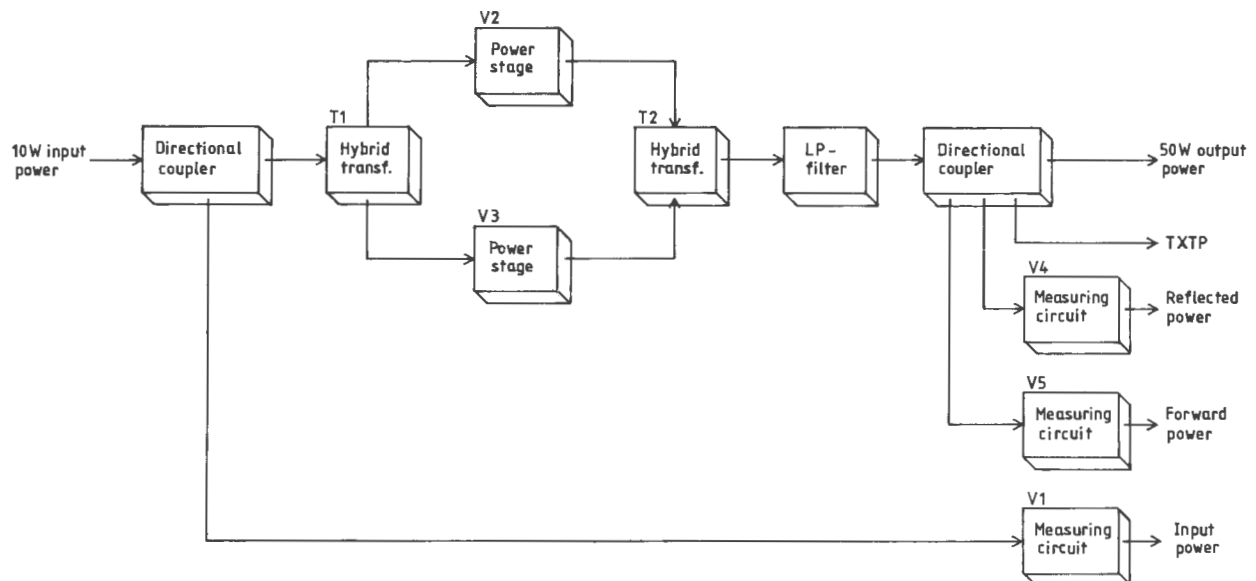 V2
Power
stage
T1
Hybrid
transf.
T2
Hybrid
transf.
10W input
power
Directional
coupler
LP-
filter
Directional
coupler
50W output
power
V3
Power
stage
TXTP
V4
Measuring
circuit
Reflected
power
V5
Measuring
circuit
Forward
power
V1
Measuring
circuit
Input
power